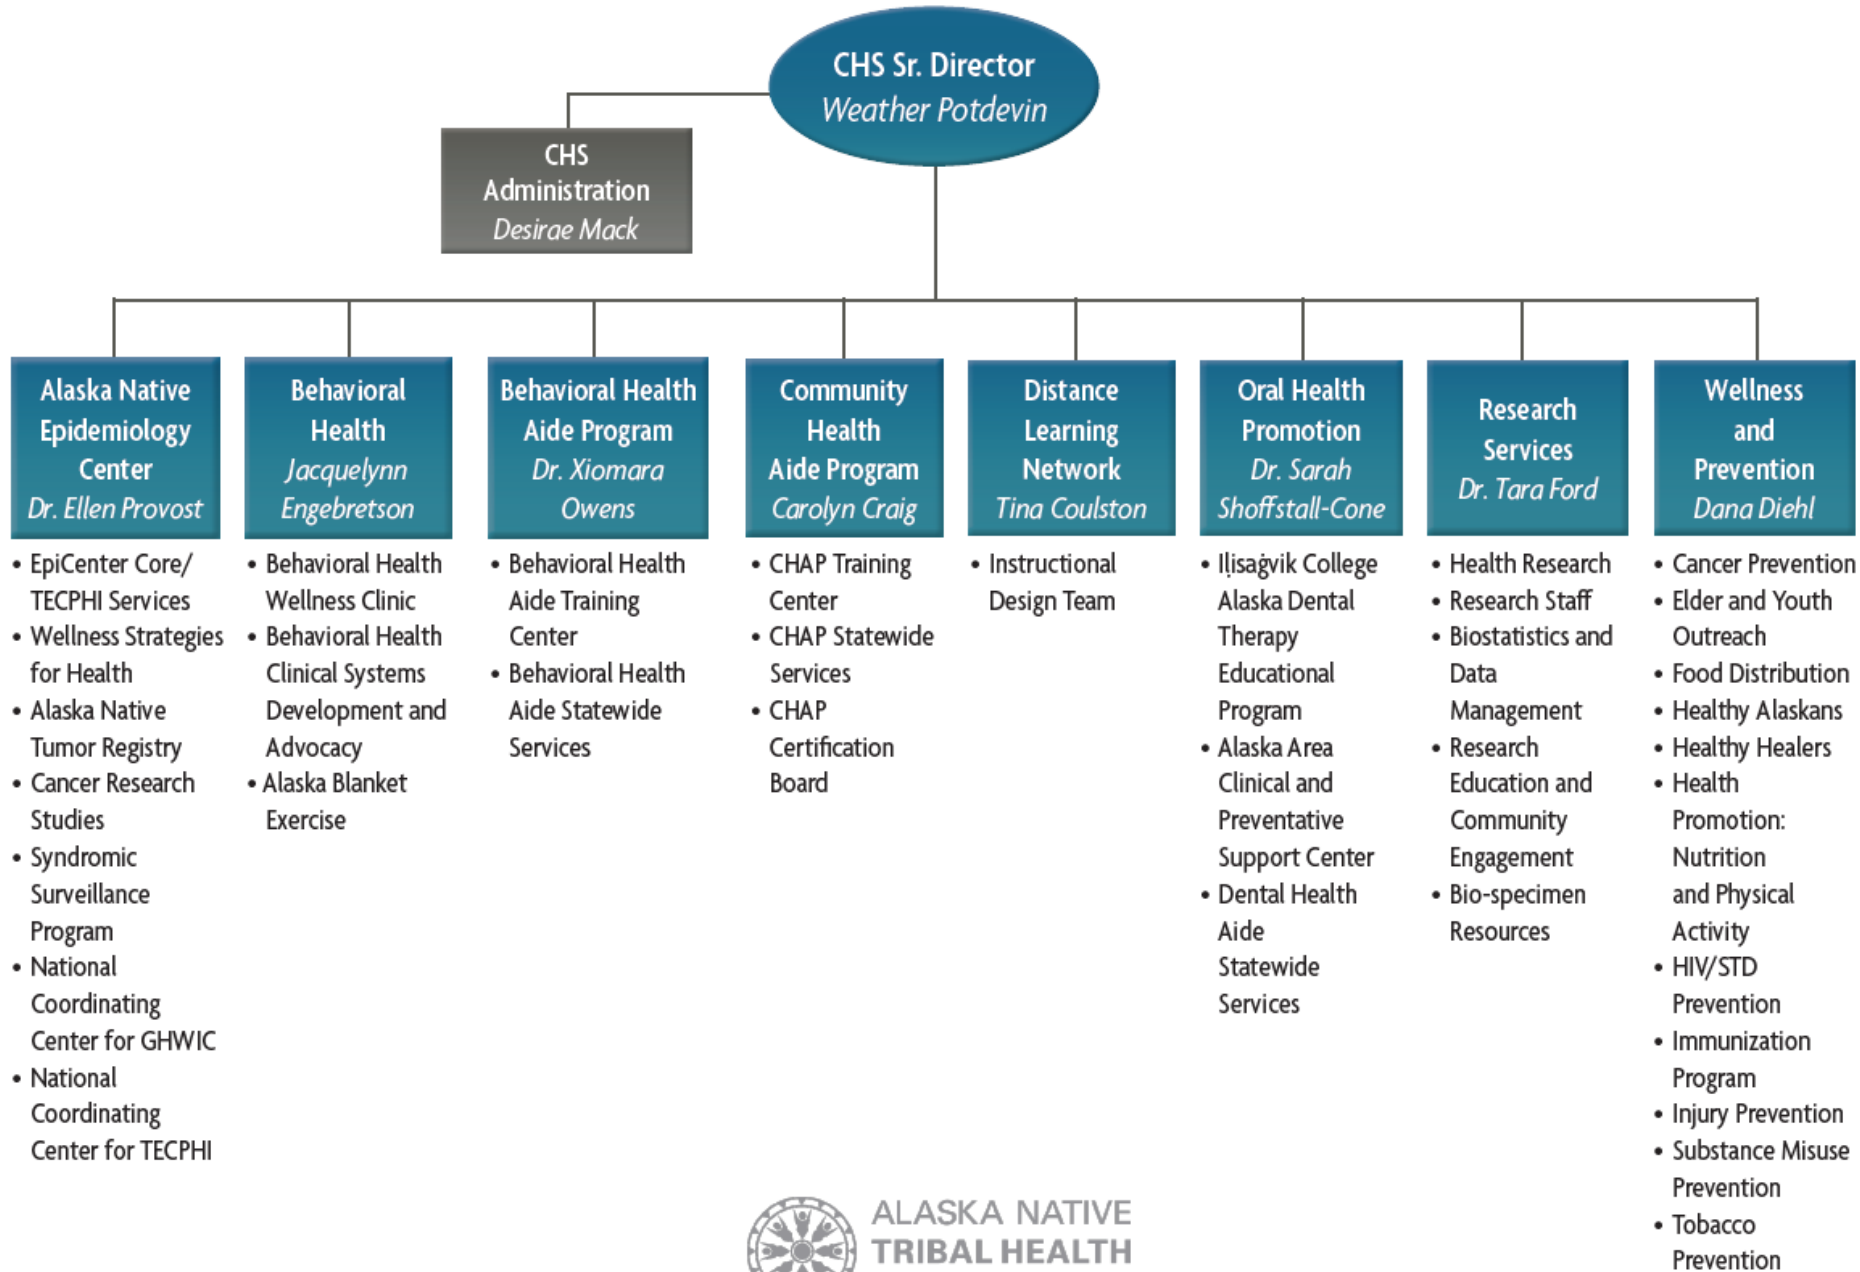 CHS Sr. Director
Weather Potdevin
CHS
Administration
Desirae Mack
Alaska Native
Epidemiology
Center
Dr. Ellen Provost
• EpiCenter Core/
TECPHI Services
• Wellness Strategies
for Health
• Alaska Native
Tumor Registry
• Cancer Research
Studies
• Syndromic
Surveillance
Program
• National
Coordinating
Center for GHWIC
• National
Coordinating
Center for TECPHI
Behavioral
Health
Jacquelynn
Engebretson
• Behavioral Health
Wellness Clinic
• Behavioral Health
Clinical Systems
Development and
Advocacy
• Alaska Blanket
Exercise
Behavioral Health
Aide Program
Dr. Xiomara
Owens
• Behavioral Health
Aide Training
Center
• Behavioral Health
Aide Statewide
Services
Community
Health
Aide Program
Carolyn Craig
• CHAP Training
Center
• CHAP Statewide
Services
• CHAP
Certification
Board
Distance
Learning
Network
Tina Coulston
• Instructional
Design Team
Oral Health
Promotion
Dr. Sarah
Shoffstall-Cone
• Iḷisaġvik College
Alaska Dental
Therapy
Educational
Program
• Alaska Area
Clinical and
Preventative
Support Center
• Dental Health
Aide
Statewide
Services
Research
Services
Dr. Tara Ford
• Health Research
• Research Staff
• Biostatistics and
Data
Management
• Research
Education and
Community
Engagement
• Bio-specimen
Resources
Wellness
and
Prevention
Dana Diehl
• Cancer Prevention
• Elder and Youth
Outreach
• Food Distribution
• Healthy Alaskans
• Healthy Healers
• Health
Promotion:
Nutrition
and Physical
Activity
• HIV/STD
Prevention
• Immunization
Program
• Injury Prevention
• Substance Misuse
Prevention
• Tobacco
Prevention
ALASKA NATIVE
TRIBAL HEALTH